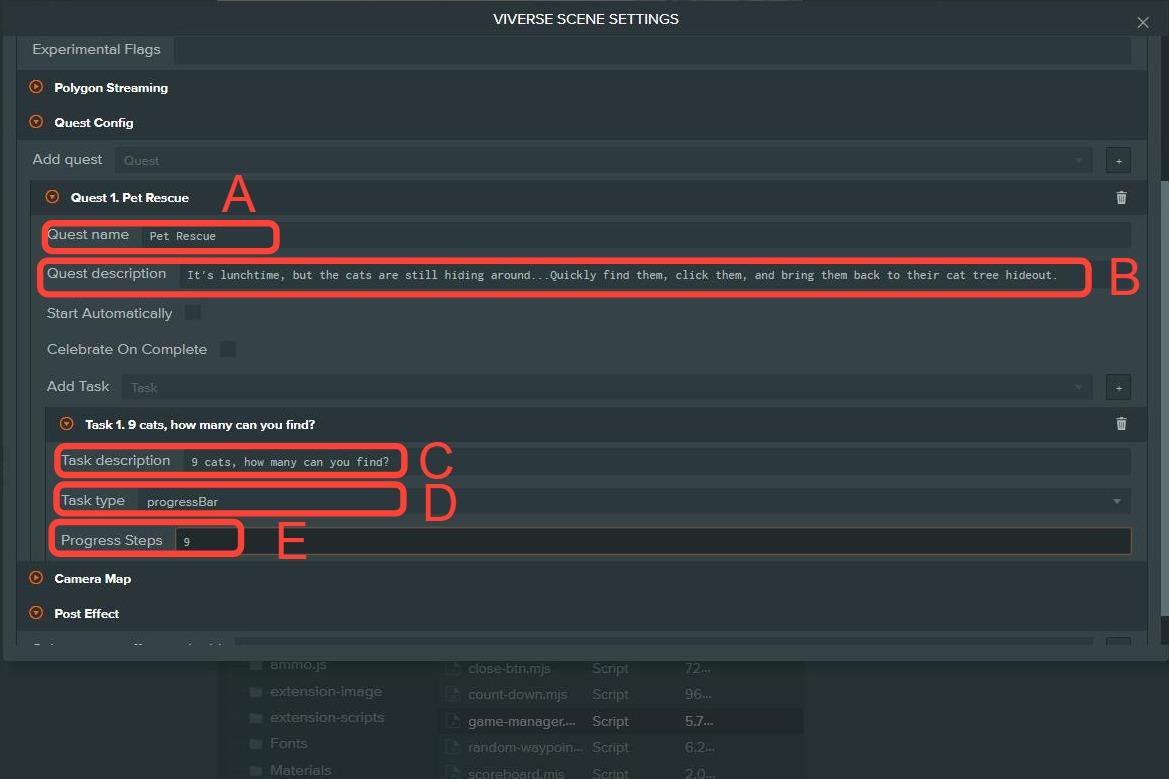 VIVERSE SCENE SETTINGS
Experimental Flags
Polygon Streaming
Quest Config
Add quest Quest +
Quest 1. Pet Rescue A
Quest name Pet Rescue
Quest description It's lunchtime, but the cats are still hiding around...Quickly find them, click them, and bring them back to their cat tree hideout. B
Start Automatically
Celebrate On Complete
Add Task Task +
Task 1. 9 cats, how many can you find?
Task description 9 cats, how many can you find? C
Task type progressBar D
Progress Steps 9 E
Camera Map
Post Effect
ammo.js close-btn.mjs Script 72...
extension-image count-down.mjs Script 96...
extension-scripts game-manager.... Script 5.7...
Fonts random-waypoin... Script 6.2...
Materials scoreboard.mjs Script 2.0...